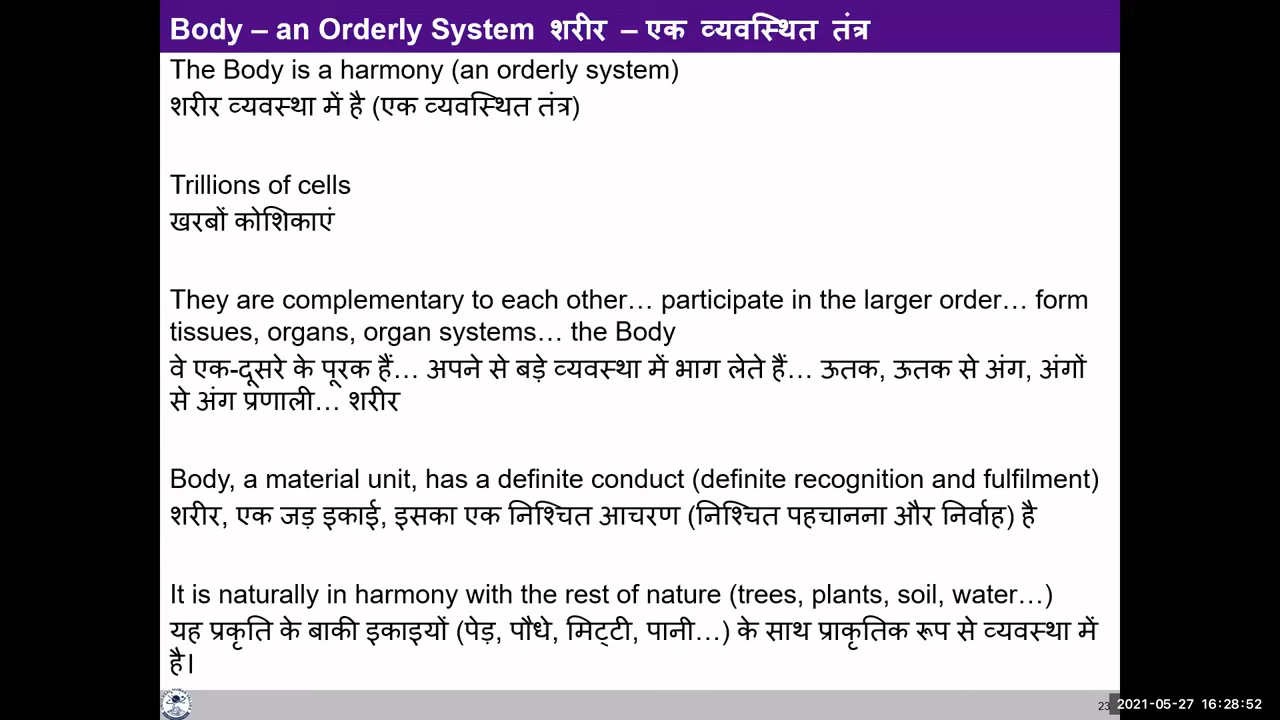 Body – an Orderly System शरीर – एक व्यवस्थित तंत्र
The Body is a harmony (an orderly system)
शरीर व्यवस्था में है (एक व्यवस्थित तंत्र)
Trillions of cells
खरबों कोशिकाएं
They are complementary to each other… participate in the larger order… form
tissues, organs, organ systems… the Body
वे एक-दूसरे के पूरक हैं… अपने से बड़े व्यवस्था में भाग लेते हैं… ऊतक, ऊतक से अंग, अंगों
से अंग प्रणाली… शरीर
Body, a material unit, has a definite conduct (definite recognition and fulfilment)
शरीर, एक जड़ इकाई, इसका एक निश्चित आचरण (निश्चित पहचानना और निर्वाह) है
It is naturally in harmony with the rest of nature (trees, plants, soil, water…)
यह प्रकृति के बाकी इकाइयों (पेड़, पौधे, मिट्टी, पानी…) के साथ प्राकृतिक रूप से व्यवस्था में
है।
23
2021-05-27 16:28:52